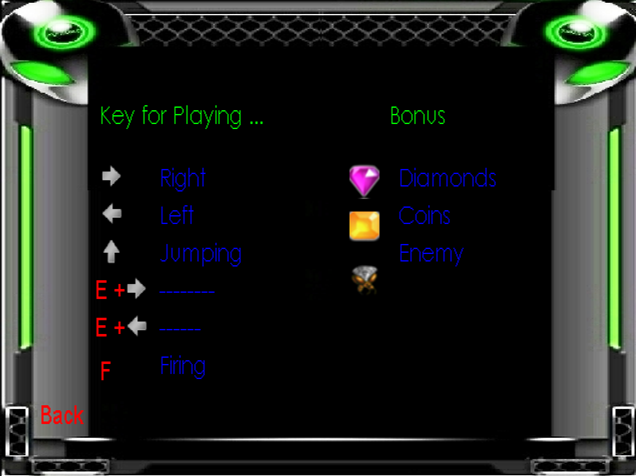 Key for Playing ...
Right
Left
Jumping
E + --------
E + ------
F Firing
Bonus
Diamonds
Coins
Enemy
Back